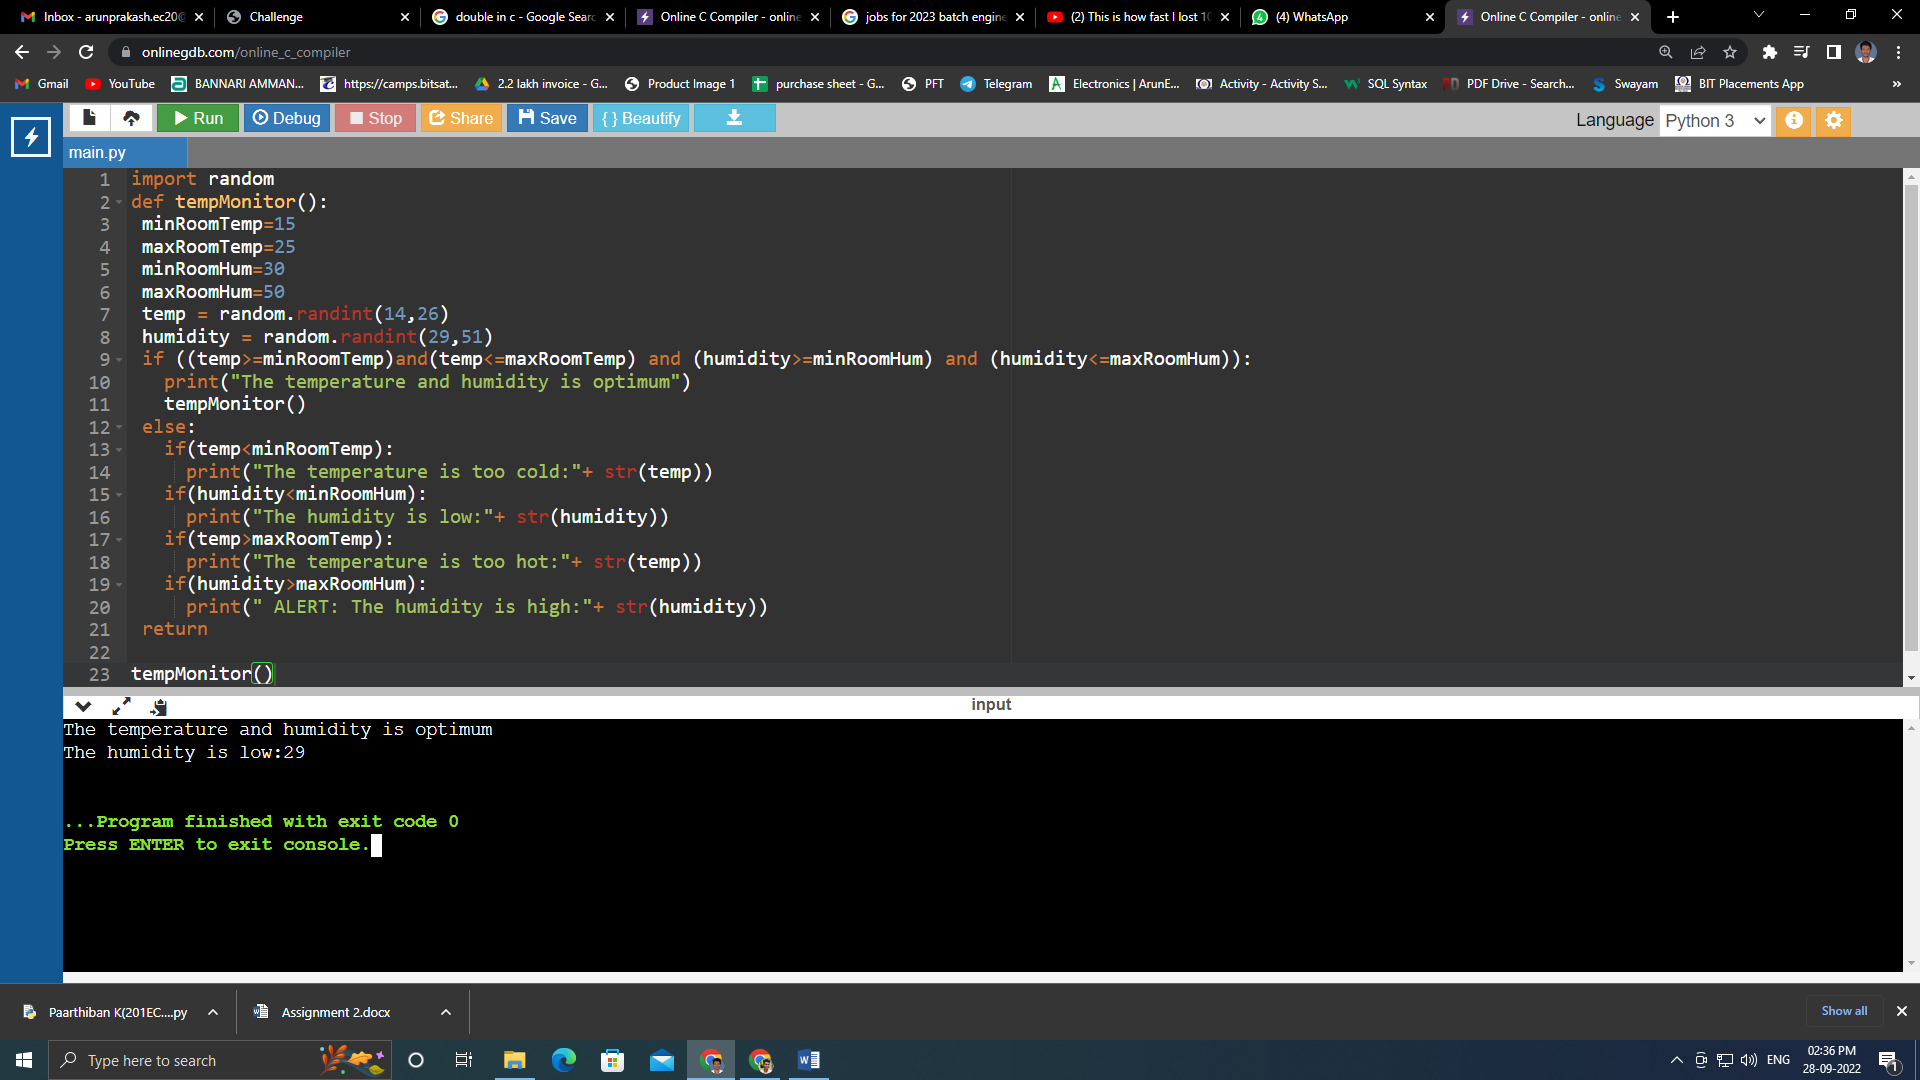 Inbox - arunprakash.ec20@
Challenge
double in c - Google Searc
Online C Compiler - online
jobs for 2023 batch engine
(2) This is how fast I lost 10
(4) WhatsApp
Online C Compiler - online
onlinegdb.com/online_c_compiler
Gmail
YouTube
BANNARI AMMAN...
https://camps.bitsat...
2.2 lakh invoice - G...
Product Image 1
purchase sheet - G...
PFT
Telegram
Electronics | ArunE...
Activity - Activity S...
SQL Syntax
PDF Drive - Search...
Swayam
BIT Placements App
»
Run
Debug
Stop
Share
Save
{ } Beautify
Language Python 3
main.py
1 import random
2 def tempMonitor():
3 minRoomTemp=15
4 maxRoomTemp=25
5 minRoomHum=30
6 maxRoomHum=50
7 temp = random.randint(14,26)
8 humidity = random.randint(29,51)
9 if ((temp>=minRoomTemp)and(temp<=maxRoomTemp) and (humidity>=minRoomHum) and (humidity<=maxRoomHum)):
10 print("The temperature and humidity is optimum")
11 tempMonitor()
12 else:
13 if(temp<minRoomTemp):
14 print("The temperature is too cold:"+ str(temp))
15 if(humidity<minRoomHum):
16 print("The humidity is low:"+ str(humidity))
17 if(temp>maxRoomTemp):
18 print("The temperature is too hot:"+ str(temp))
19 if(humidity>maxRoomHum):
20 print(" ALERT: The humidity is high:"+ str(humidity))
21 return
22
23 tempMonitor()
input
The temperature and humidity is optimum
The humidity is low:29
...Program finished with exit code 0
Press ENTER to exit console.
Paarthiban K(201EC....py
Assignment 2.docx
Show all
Type here to search
ENG
02:36 PM
28-09-2022
1